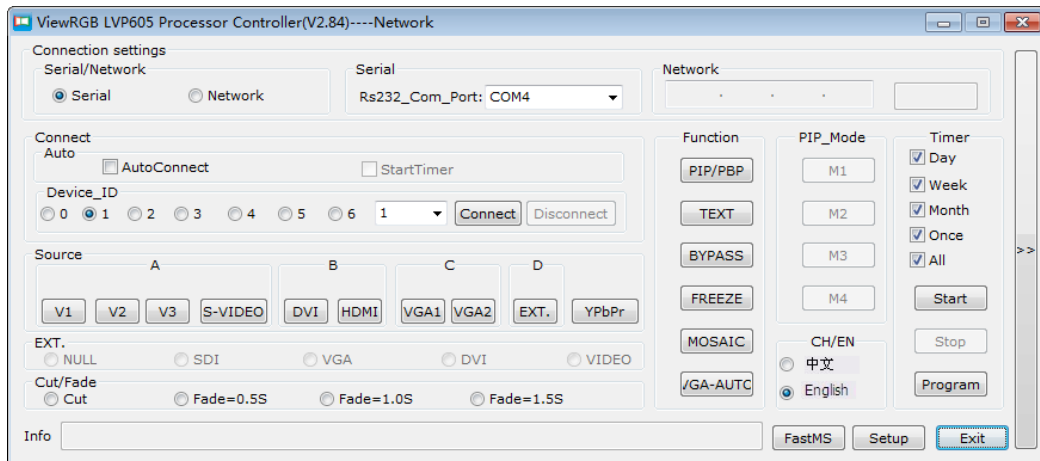 ViewRGB LVP605 Processor Controller(V2.84)----Network
Connection settings
Serial/Network
Serial
Network
Serial
Rs232_Com_Port: COM4
Network
Connect
Auto
AutoConnect
StartTimer
Device_ID
0 1 2 3 4 5 6 1 Connect Disconnect
Source
A B C D
V1 V2 V3 S-VIDEO DVI HDMI VGA1 VGA2 EXT. YPbPr
EXT.
NULL SDI VGA DVI VIDEO
Cut/Fade
Cut Fade=0.5S Fade=1.0S Fade=1.5S
Function
PIP/PBP
TEXT
BYPASS
FREEZE
MOSAIC
/GA-AUTO
PIP_Mode
M1
M2
M3
M4
CH/EN
中文
English
Timer
Day
Week
Month
Once
All
Start
Stop
Program
>>
Info
FastMS Setup Exit